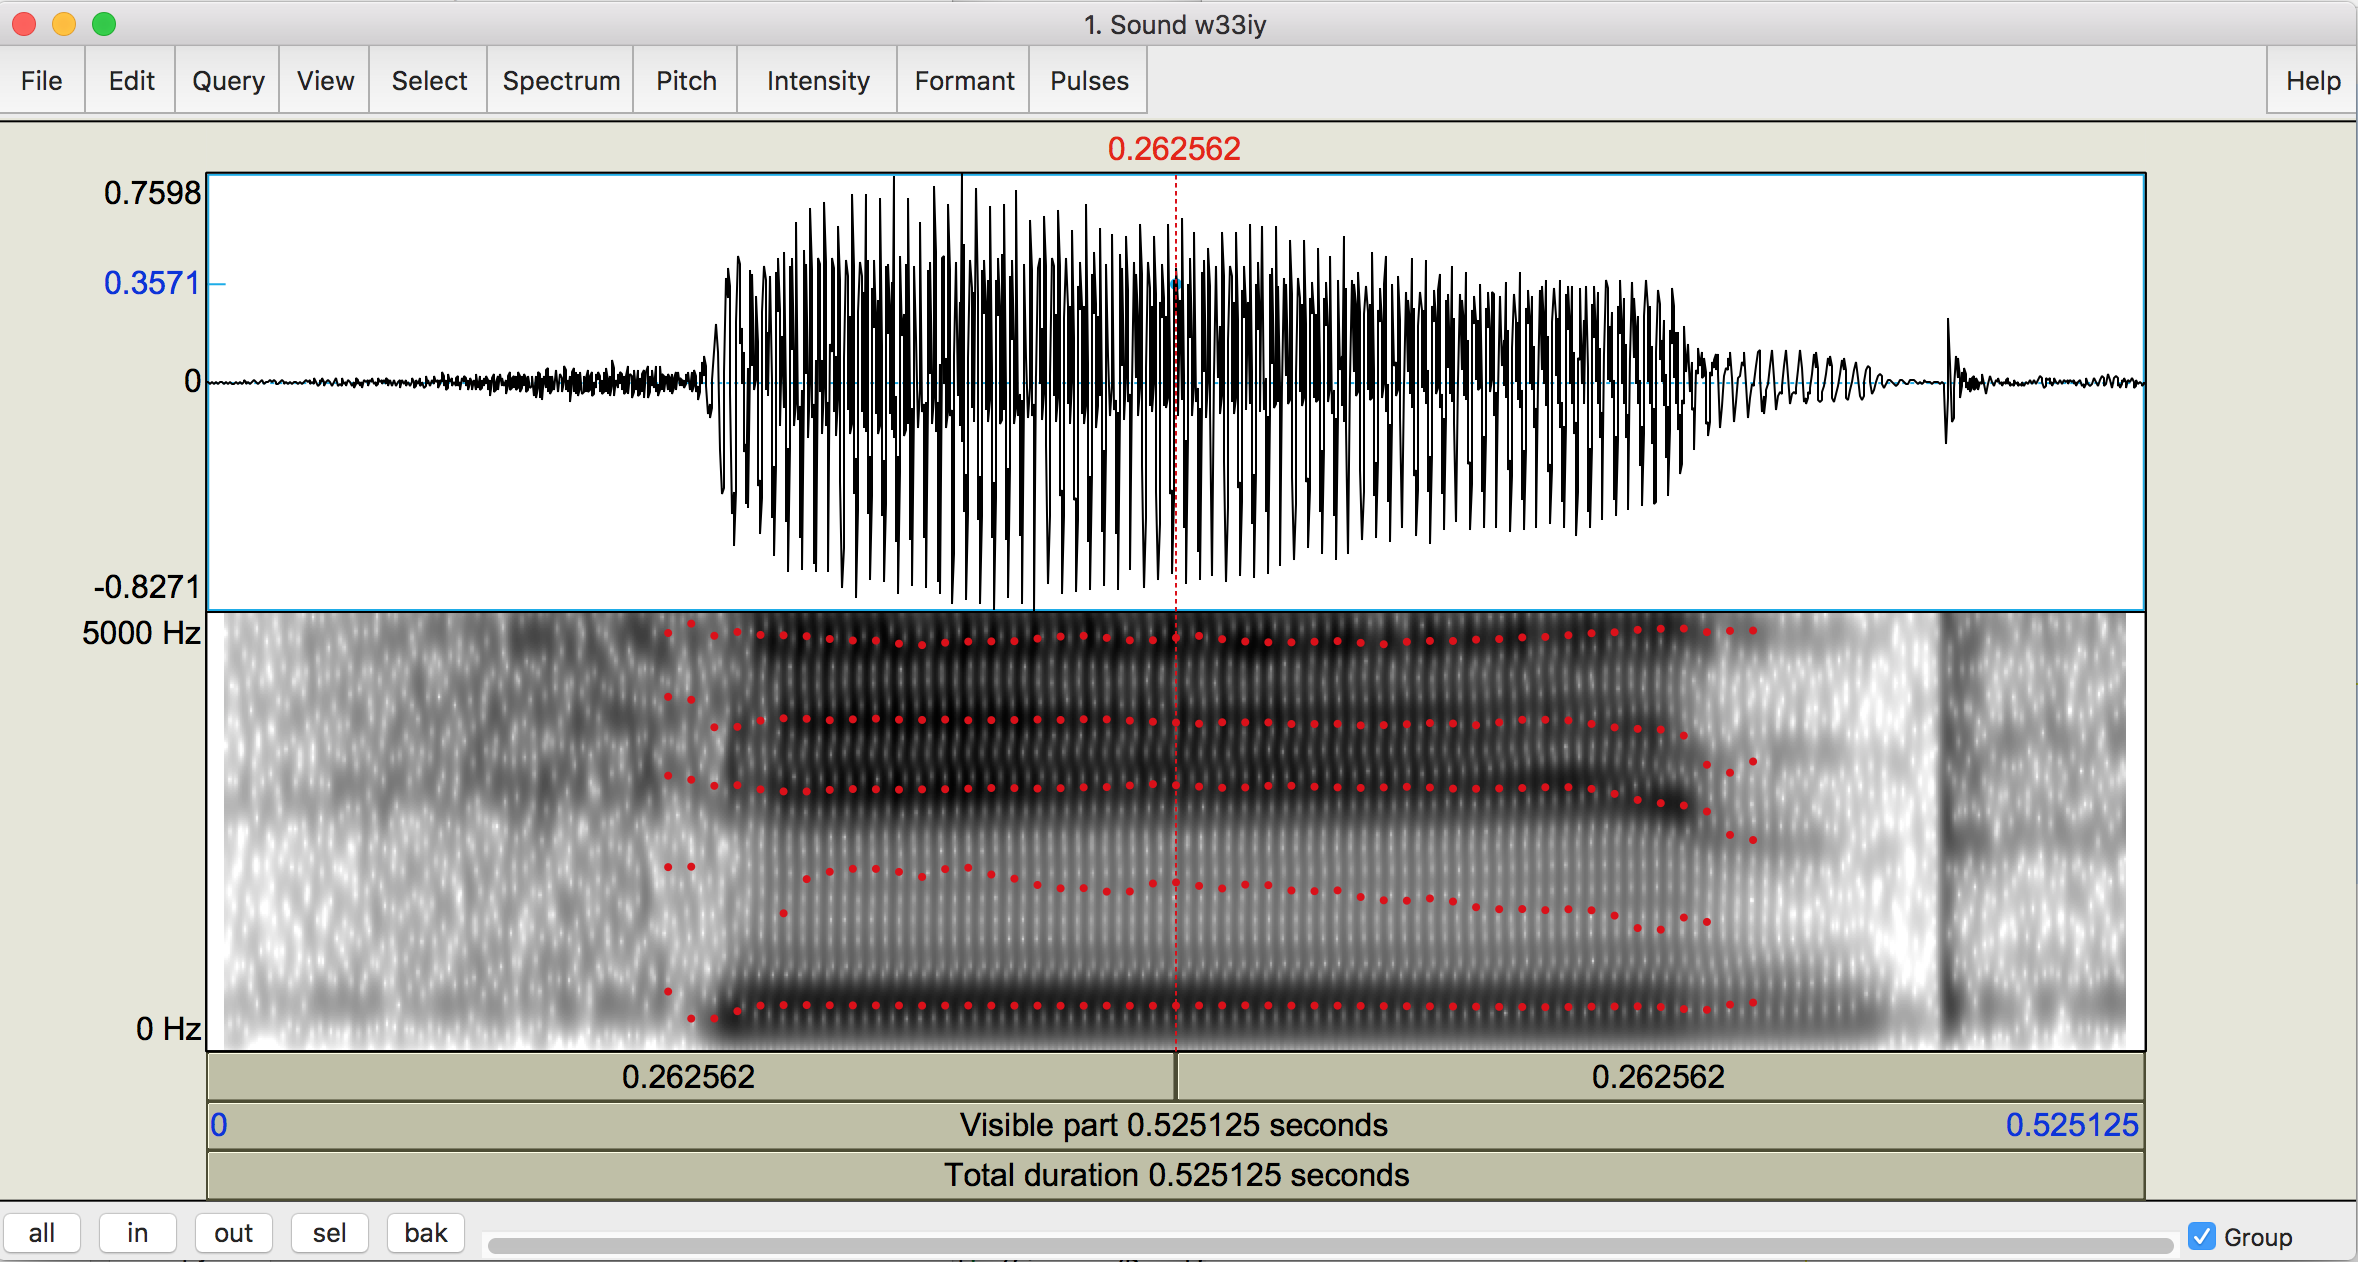 1. Sound w33iy
File Edit Query View Select Spectrum Pitch Intensity Formant Pulses Help
0.262562
0.7598
0.3571
0
-0.8271
5000 Hz
0 Hz
0.262562 0.262562
0 Visible part 0.525125 seconds 0.525125
Total duration 0.525125 seconds
all in out sel bak Group